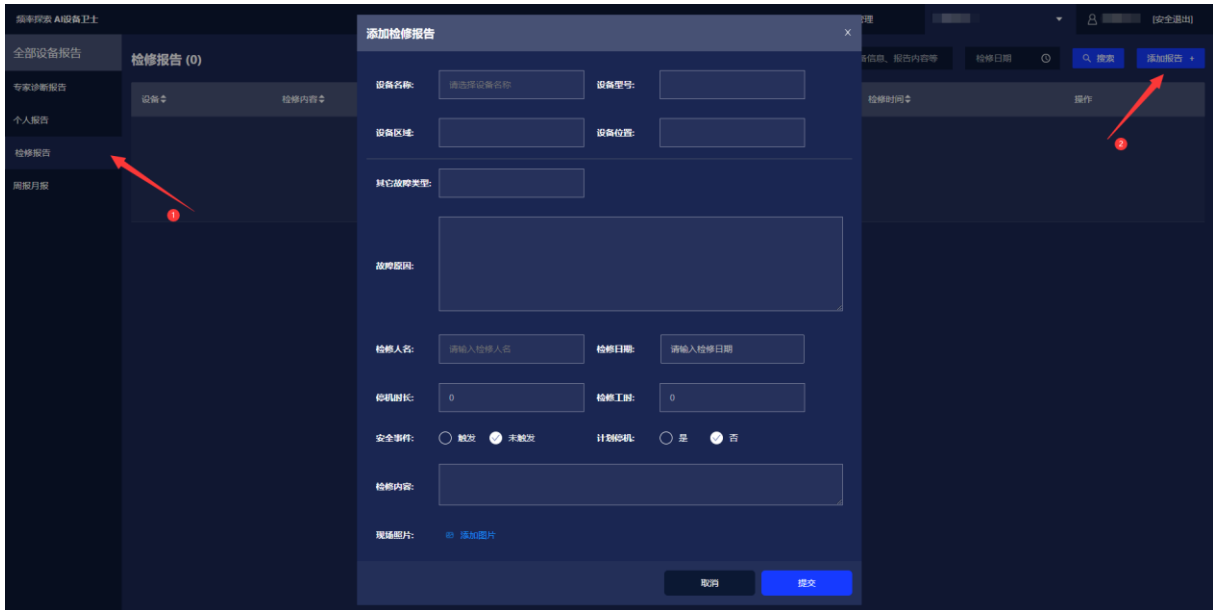 频率探索 AI设备卫士
管理
[安全退出]
全部设备报告
专家诊断报告
个人报告
检修报告
周报月报
检修报告 (0)
备信息、报告内容等
检修日期
搜索
添加报告 +
设备
检修内容
检修时间
操作
1
2
添加检修报告
x
设备名称:
请选择设备名称
设备型号:
设备区域:
设备位置:
其它故障类型:
故障原因:
检修人名:
请输入检修人名
检修日期:
请输入检修日期
停机时长:
0
检修工时:
0
安全事件:
触发
未触发
计划停机:
是
否
检修内容:
现场照片:
添加图片
取消
提交